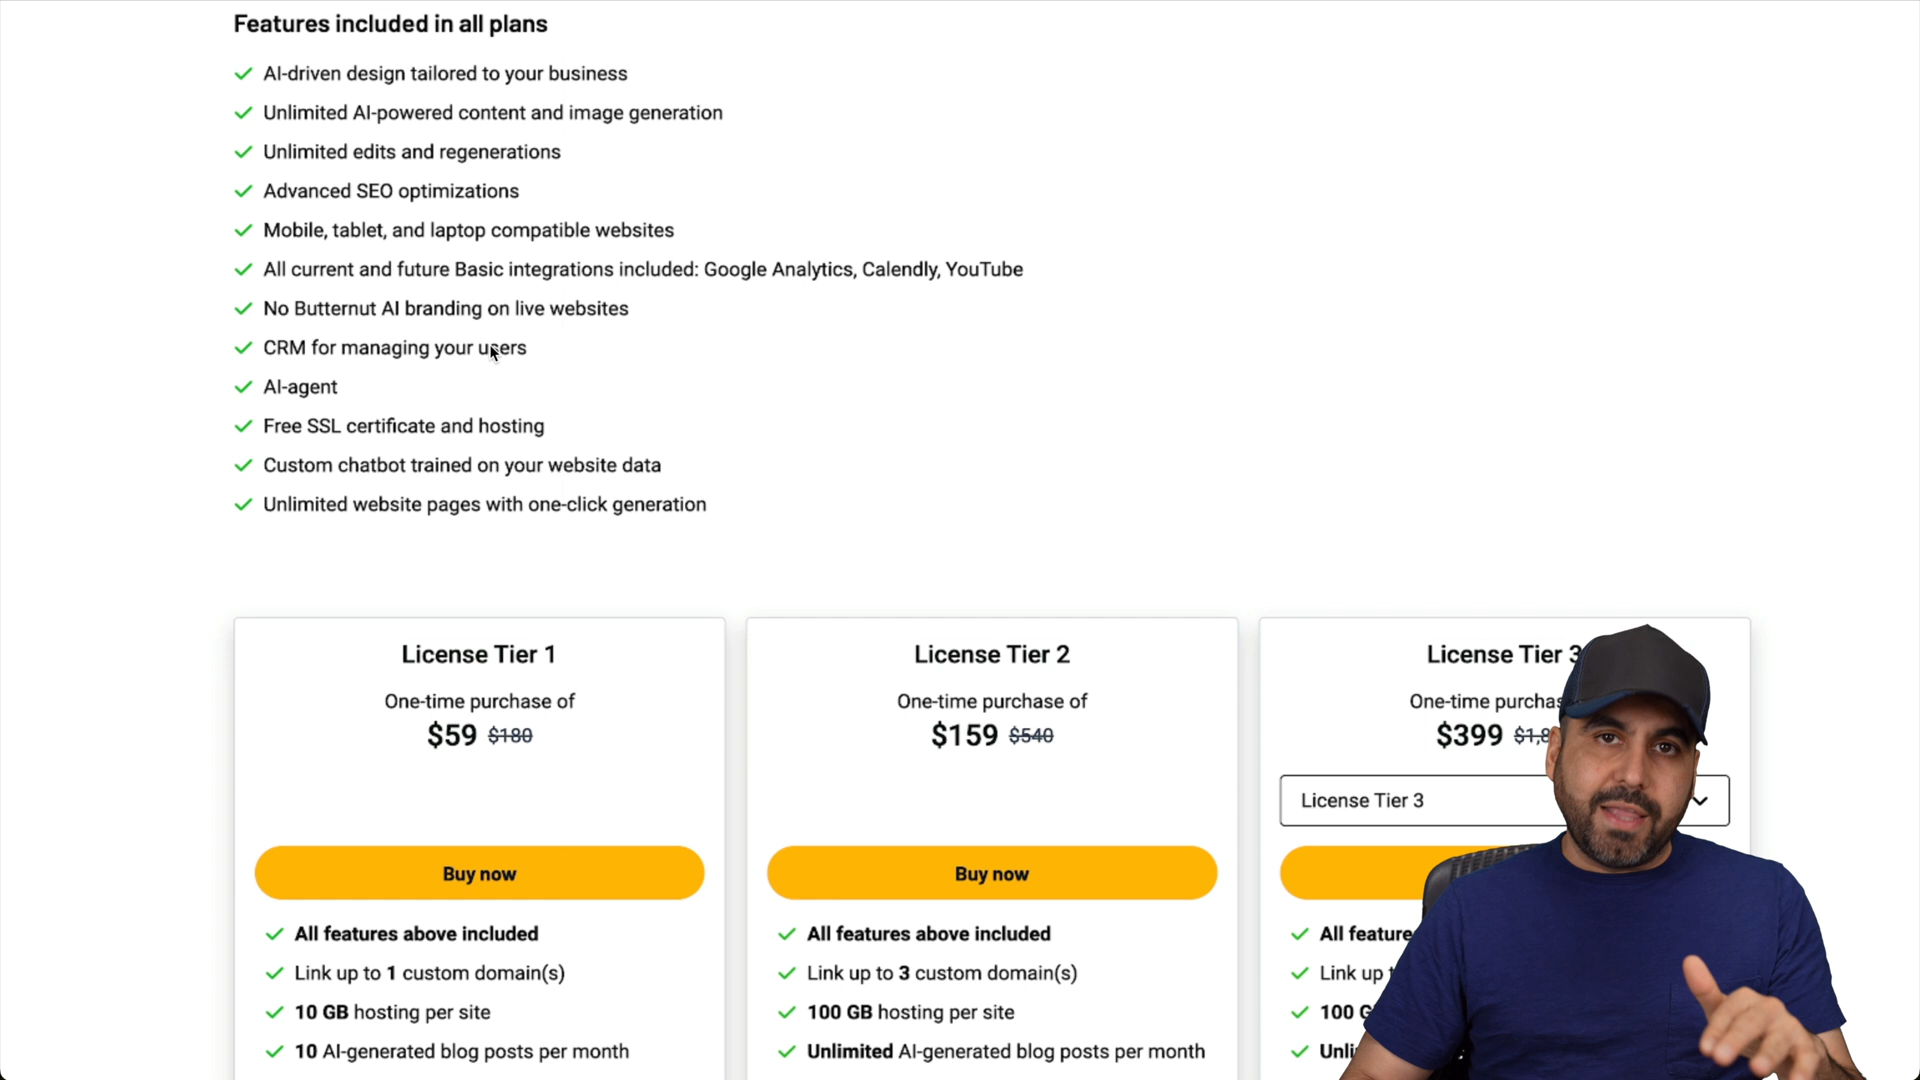 Features included in all plans
AI-driven design tailored to your business
Unlimited AI-powered content and image generation
Unlimited edits and regenerations
Advanced SEO optimizations
Mobile, tablet, and laptop compatible websites
All current and future Basic integrations included: Google Analytics, Calendly, YouTube
No Butternut AI branding on live websites
CRM for managing your users
AI-agent
Free SSL certificate and hosting
Custom chatbot trained on your website data
Unlimited website pages with one-click generation
License Tier 1
One-time purchase of
$59 $180
Buy now
All features above included
Link up to 1 custom domain(s)
10 GB hosting per site
10 AI-generated blog posts per month
License Tier 2
One-time purchase of
$159 $540
Buy now
All features above included
Link up to 3 custom domain(s)
100 GB hosting per site
Unlimited AI-generated blog posts per month
License Tier 3
One-time
$399
License Tier 3
All
Link up
100